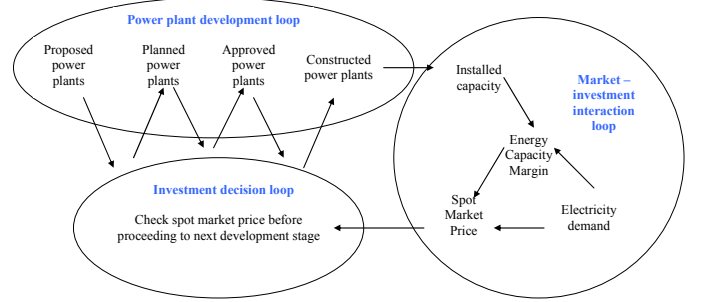 Power plant development loop
Proposed
power
plants
Planned
power
plants
Approved
power
plants
Constructed
power plants
Installed
capacity
Market –
investment
interaction
loop
Energy
Capacity
Margin
Spot
Market
Price
Electricity
demand
Investment decision loop
Check spot market price before
proceeding to next development stage